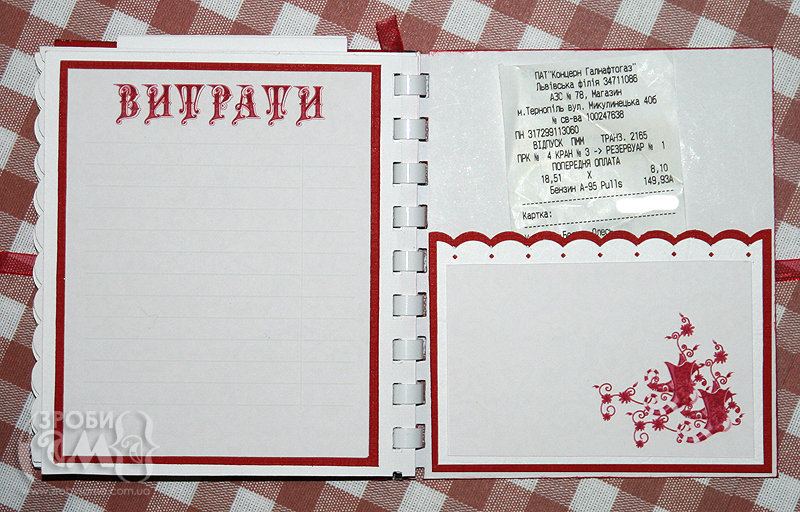 ВИТРАТИ
ПАТ"Концерн Галнафтогаз"
Львівська філія 34711086
АЗС № 78, Магазин
м.Тернопіль вул. Микулинецька 40б
№ св-ва 100247638
ПН 317299113060
ВІДПУСК ПММ ТРАНЗ. 2165
ПРК № 4 КРАН № 3 -> РЕЗЕРВУАР № 1
ПОПЕРЕДНЯ ОПЛАТА
18,51 X 8,10
Бензин А-95 Pulls 149,93А
Картка:
ЗРОБИ
САМА